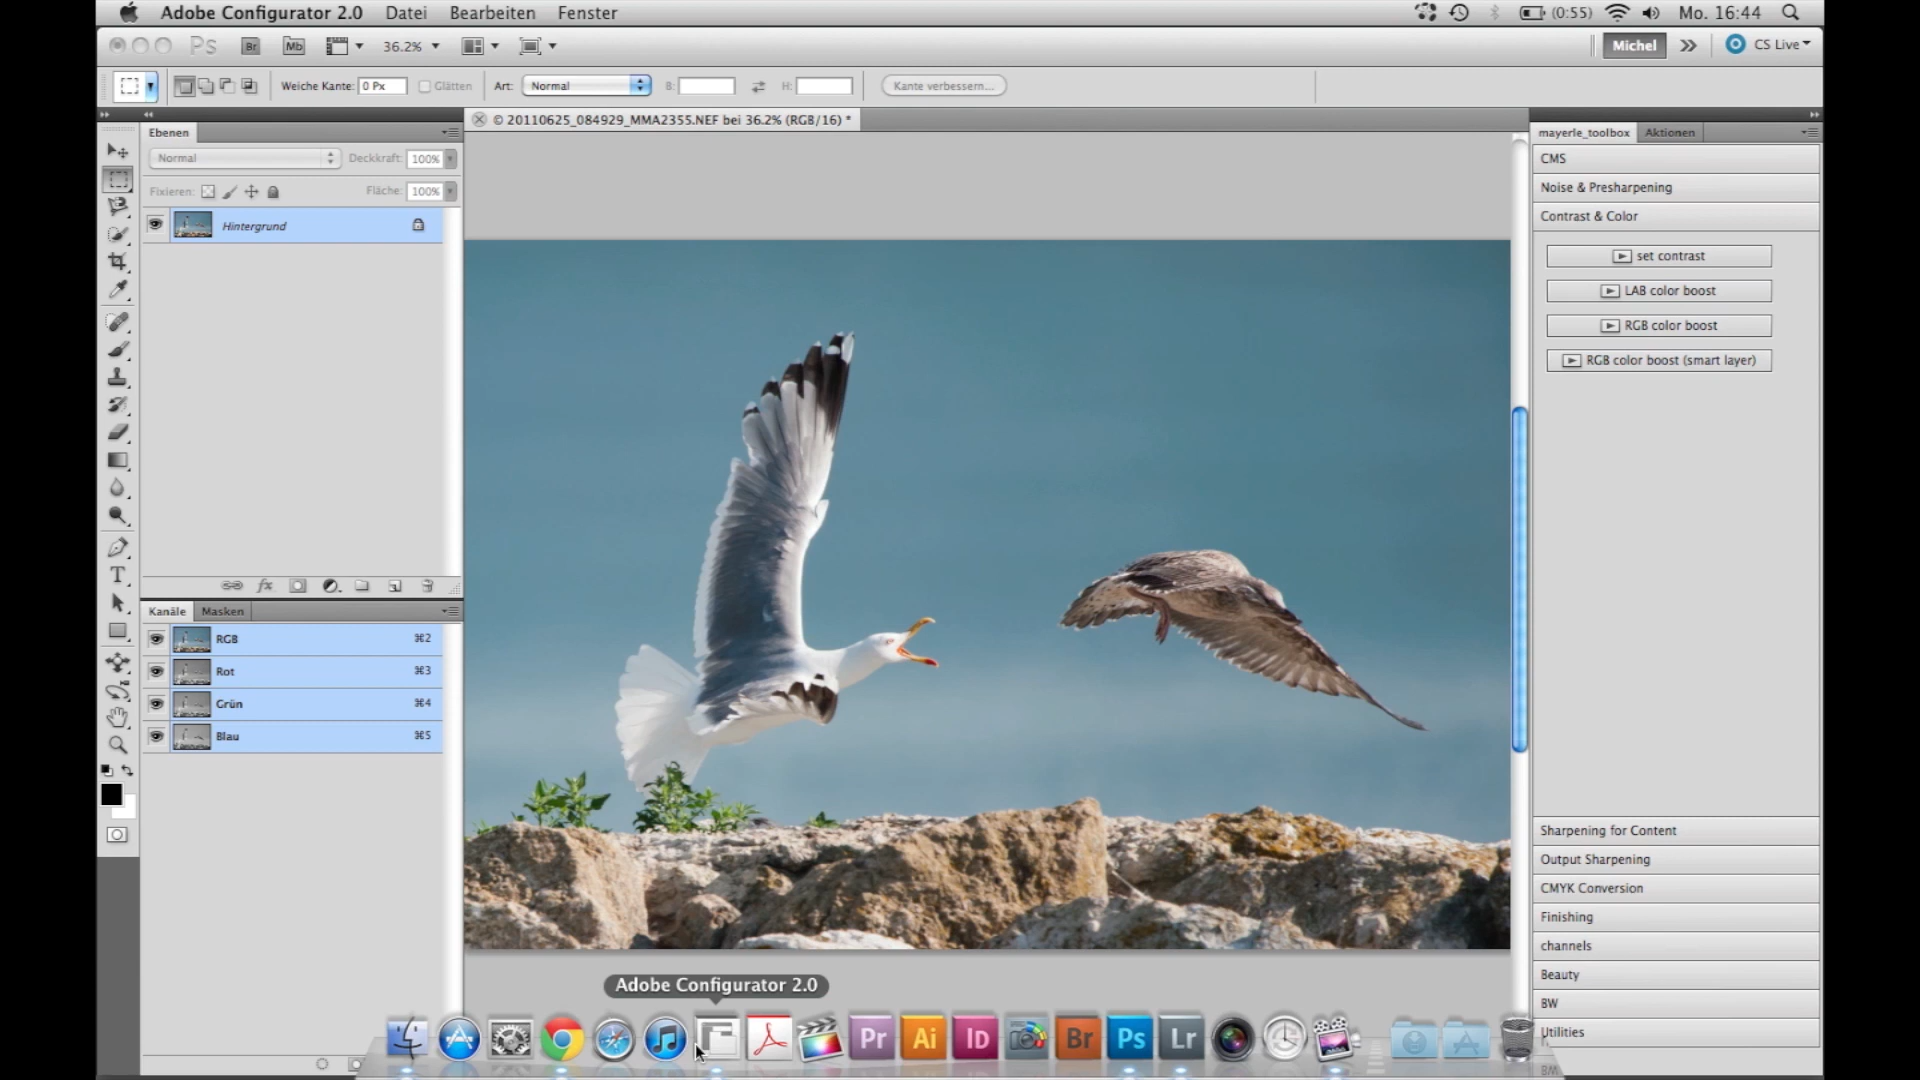 Adobe Configurator 2.0 Datei Bearbeiten Fenster (0:55) Mo. 16:44
Ps Br Mb 36.2% Michel CS Live
Weiche Kante: 0 Px Glätten Art: Normal B: H: Kante verbessern...
Ebenen
© 20110625_084929_MMA2355.NEF bei 36.2% (RGB/16) *
mayerle_toolbox Aktionen
Normal Deckkraft: 100%
Fixieren: Fläche: 100%
Hintergrund
fx
Kanäle Masken
RGB ⌘2
Rot ⌘3
Grün ⌘4
Blau ⌘5
CMS
Noise & Presharpening
Contrast & Color
set contrast
LAB color boost
RGB color boost
RGB color boost (smart layer)
Sharpening for Content
Output Sharpening
CMYK Conversion
Finishing
channels
Beauty
BW
Utilities
Adobe Configurator 2.0
Pr Ai Id Br Ps Lr
BW